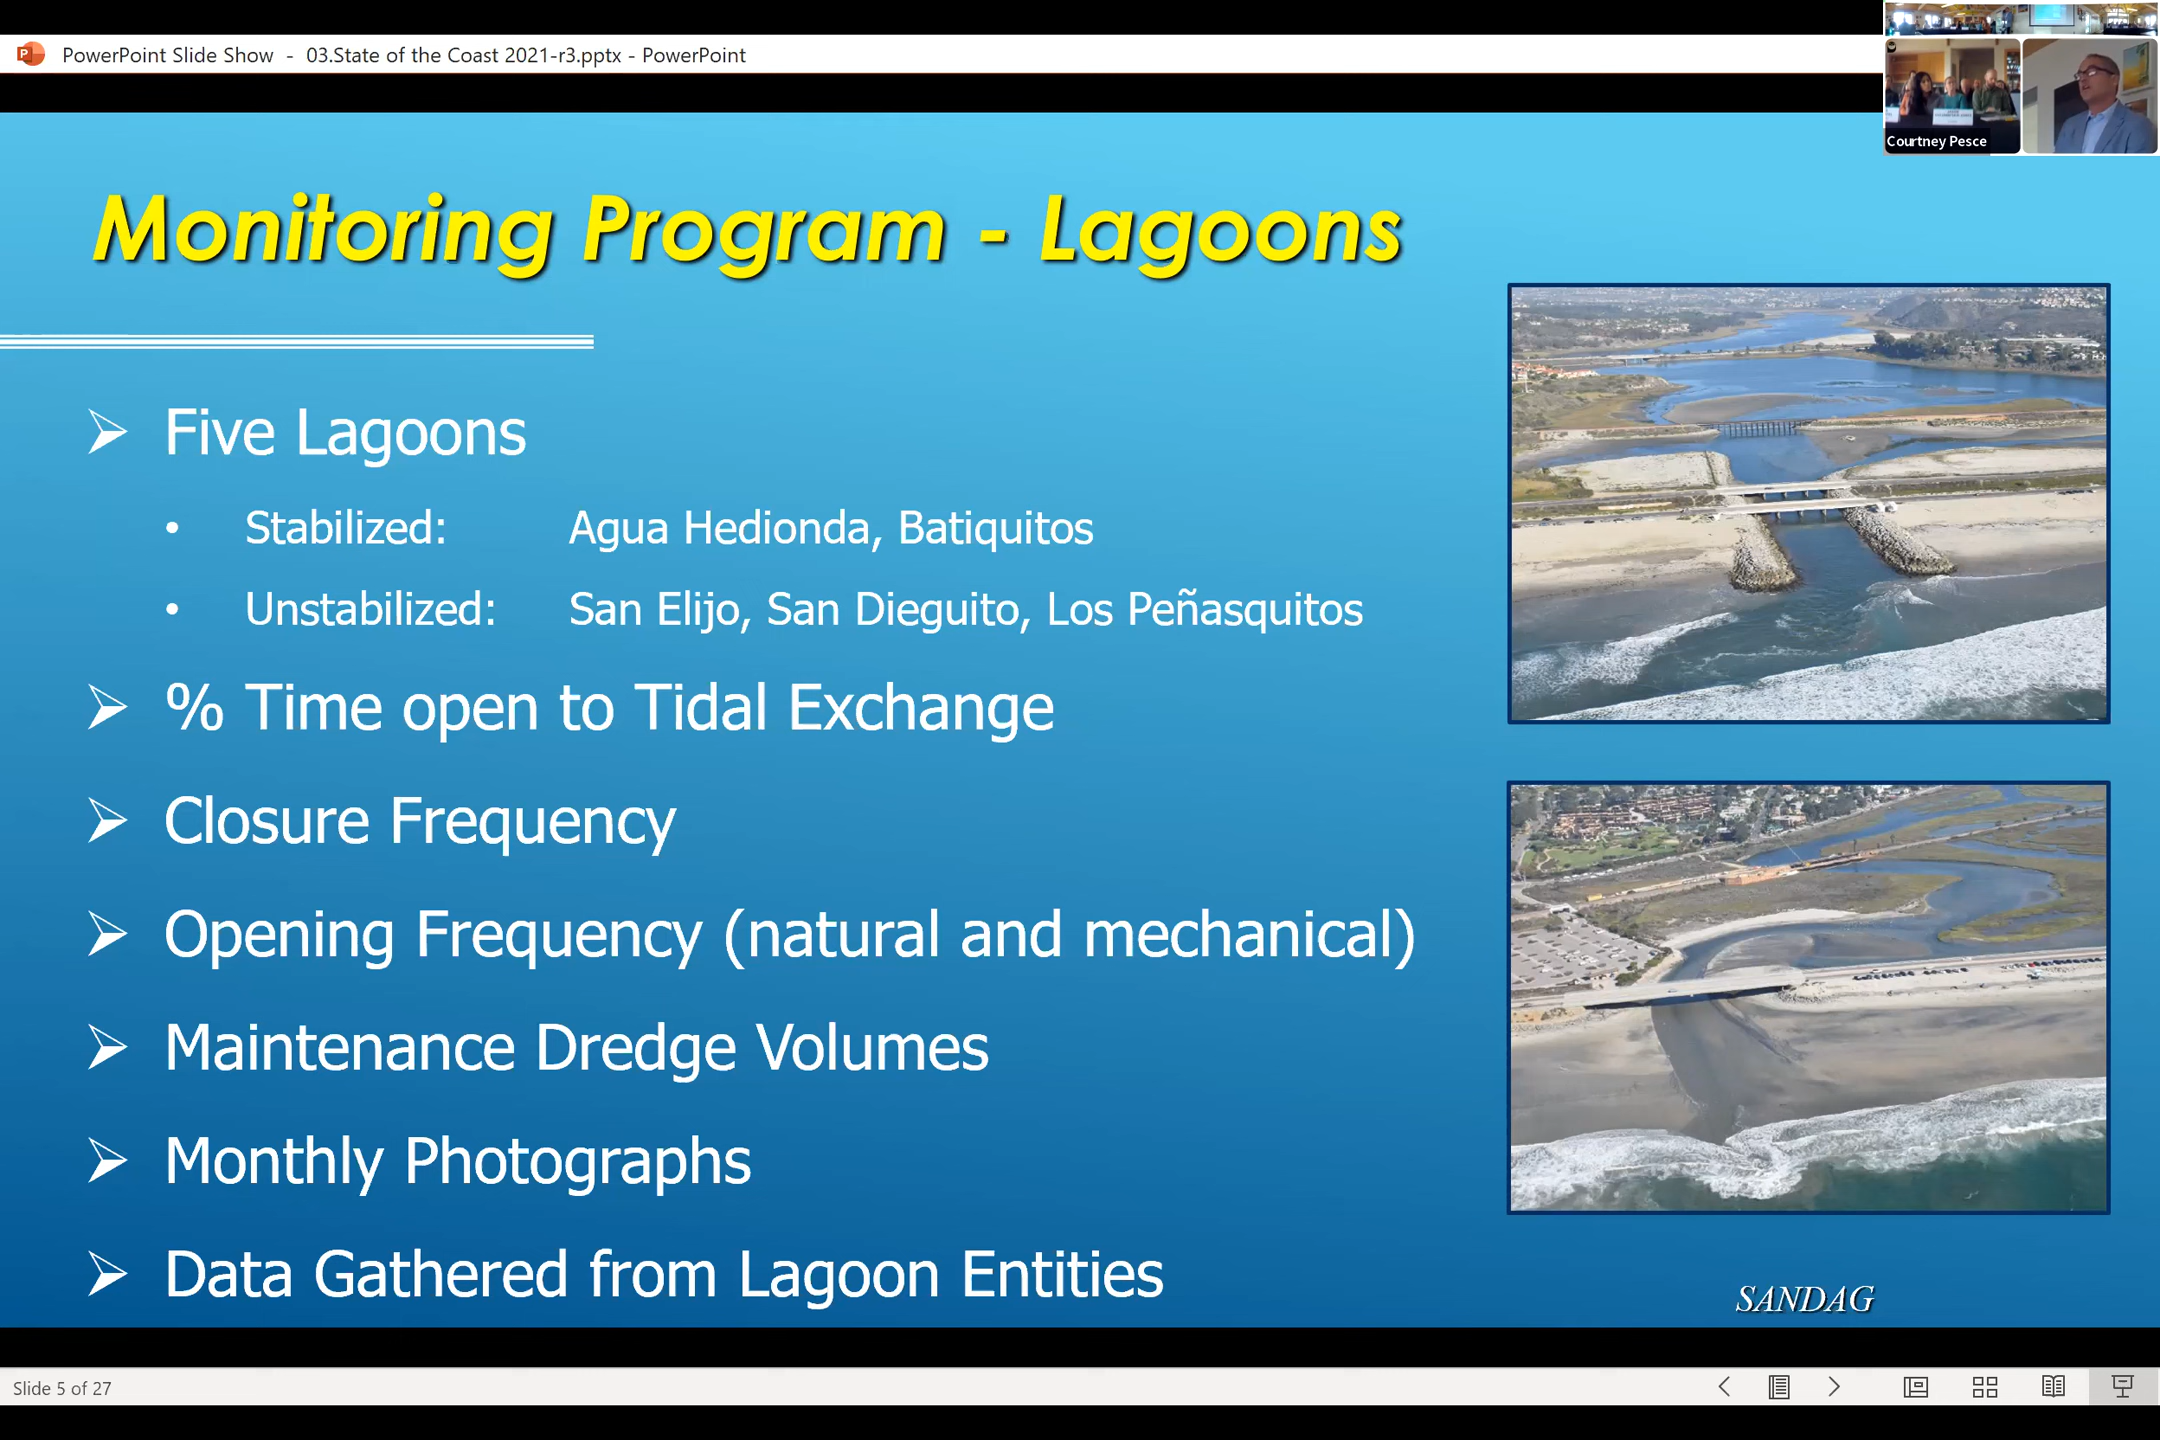 PowerPoint Slide Show - 03.State of the Coast 2021-r3.pptx - PowerPoint
Courtney Pesce
Monitoring Program - Lagoons
Five Lagoons
• Stabilized: Agua Hedionda, Batiquitos
• Unstabilized: San Elijo, San Dieguito, Los Peñasquitos
% Time open to Tidal Exchange
Closure Frequency
Opening Frequency (natural and mechanical)
Maintenance Dredge Volumes
Monthly Photographs
Data Gathered from Lagoon Entities
SANDAG
Slide 5 of 27